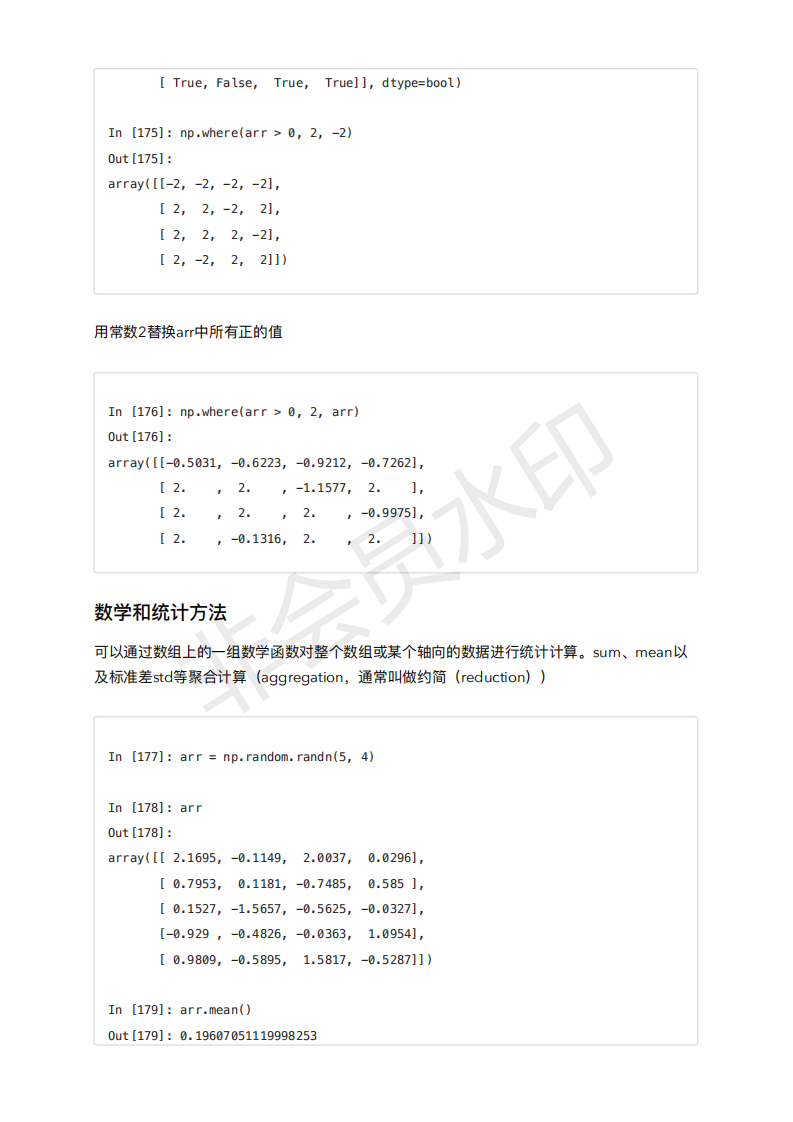 [ True, False,  True,  True]], dtype=bool)
In [175]: np.where(arr > 0, 2, -2)
Out[175]:
array([[-2, -2, -2, -2],
       [ 2,  2, -2,  2],
       [ 2,  2,  2, -2],
       [ 2, -2,  2,  2]])
用常数2替换arr中所有正的值
In [176]: np.where(arr > 0, 2, arr)
Out[176]:
array([[-0.5031, -0.6223, -0.9212, -0.7262],
       [ 2.    ,  2.    , -1.1577,  2.    ],
       [ 2.    ,  2.    ,  2.    , -0.9975],
       [ 2.    , -0.1316,  2.    ,  2.    ]])
非会员水印
数学和统计方法
可以通过数组上的一组数学函数对整个数组或某个轴向的数据进行统计计算。sum、mean以
及标准差std等聚合计算（aggregation，通常叫做约简（reduction））
In [177]: arr = np.random.randn(5, 4)
In [178]: arr
Out[178]:
array([[ 2.1695, -0.1149,  2.0037,  0.0296],
       [ 0.7953,  0.1181, -0.7485,  0.585 ],
       [ 0.1527, -1.5657, -0.5625, -0.0327],
       [-0.929 , -0.4826, -0.0363,  1.0954],
       [ 0.9809, -0.5895,  1.5817, -0.5287]])
In [179]: arr.mean()
Out[179]: 0.19607051119998253